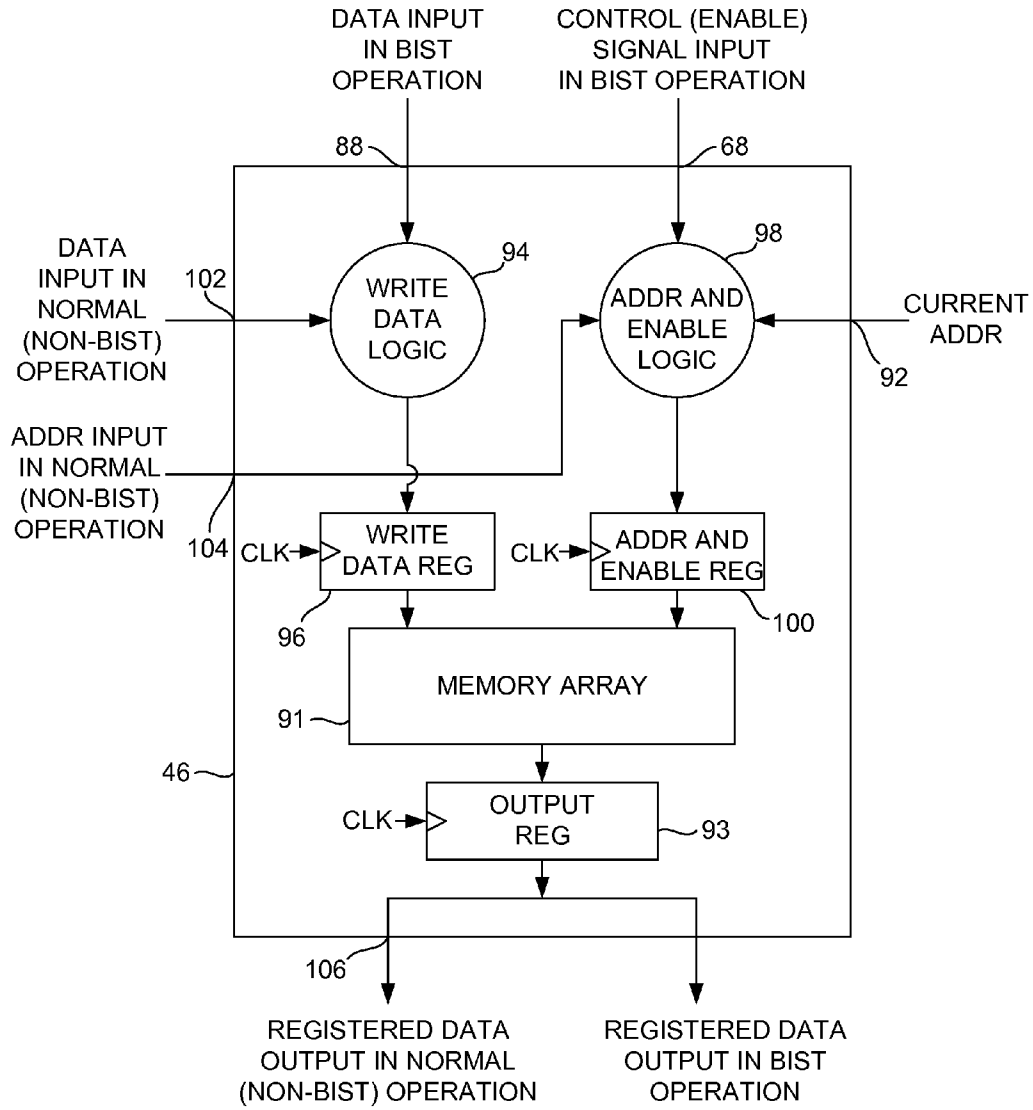 DATA INPUT
IN BIST
OPERATION
CONTROL (ENABLE)
SIGNAL INPUT
IN BIST OPERATION
88
68
DATA
INPUT IN
NORMAL
(NON-BIST)
OPERATION
102
94
WRITE
DATA
LOGIC
98
ADDR AND
ENABLE
LOGIC
CURRENT
ADDR
92
ADDR INPUT
IN NORMAL
(NON-BIST)
OPERATION
104
CLK
WRITE
DATA REG
96
CLK
ADDR AND
ENABLE REG
100
MEMORY ARRAY
91
46
CLK
OUTPUT
REG
93
106
REGISTERED DATA
OUTPUT IN NORMAL
(NON-BIST) OPERATION
REGISTERED DATA
OUTPUT IN BIST
OPERATION